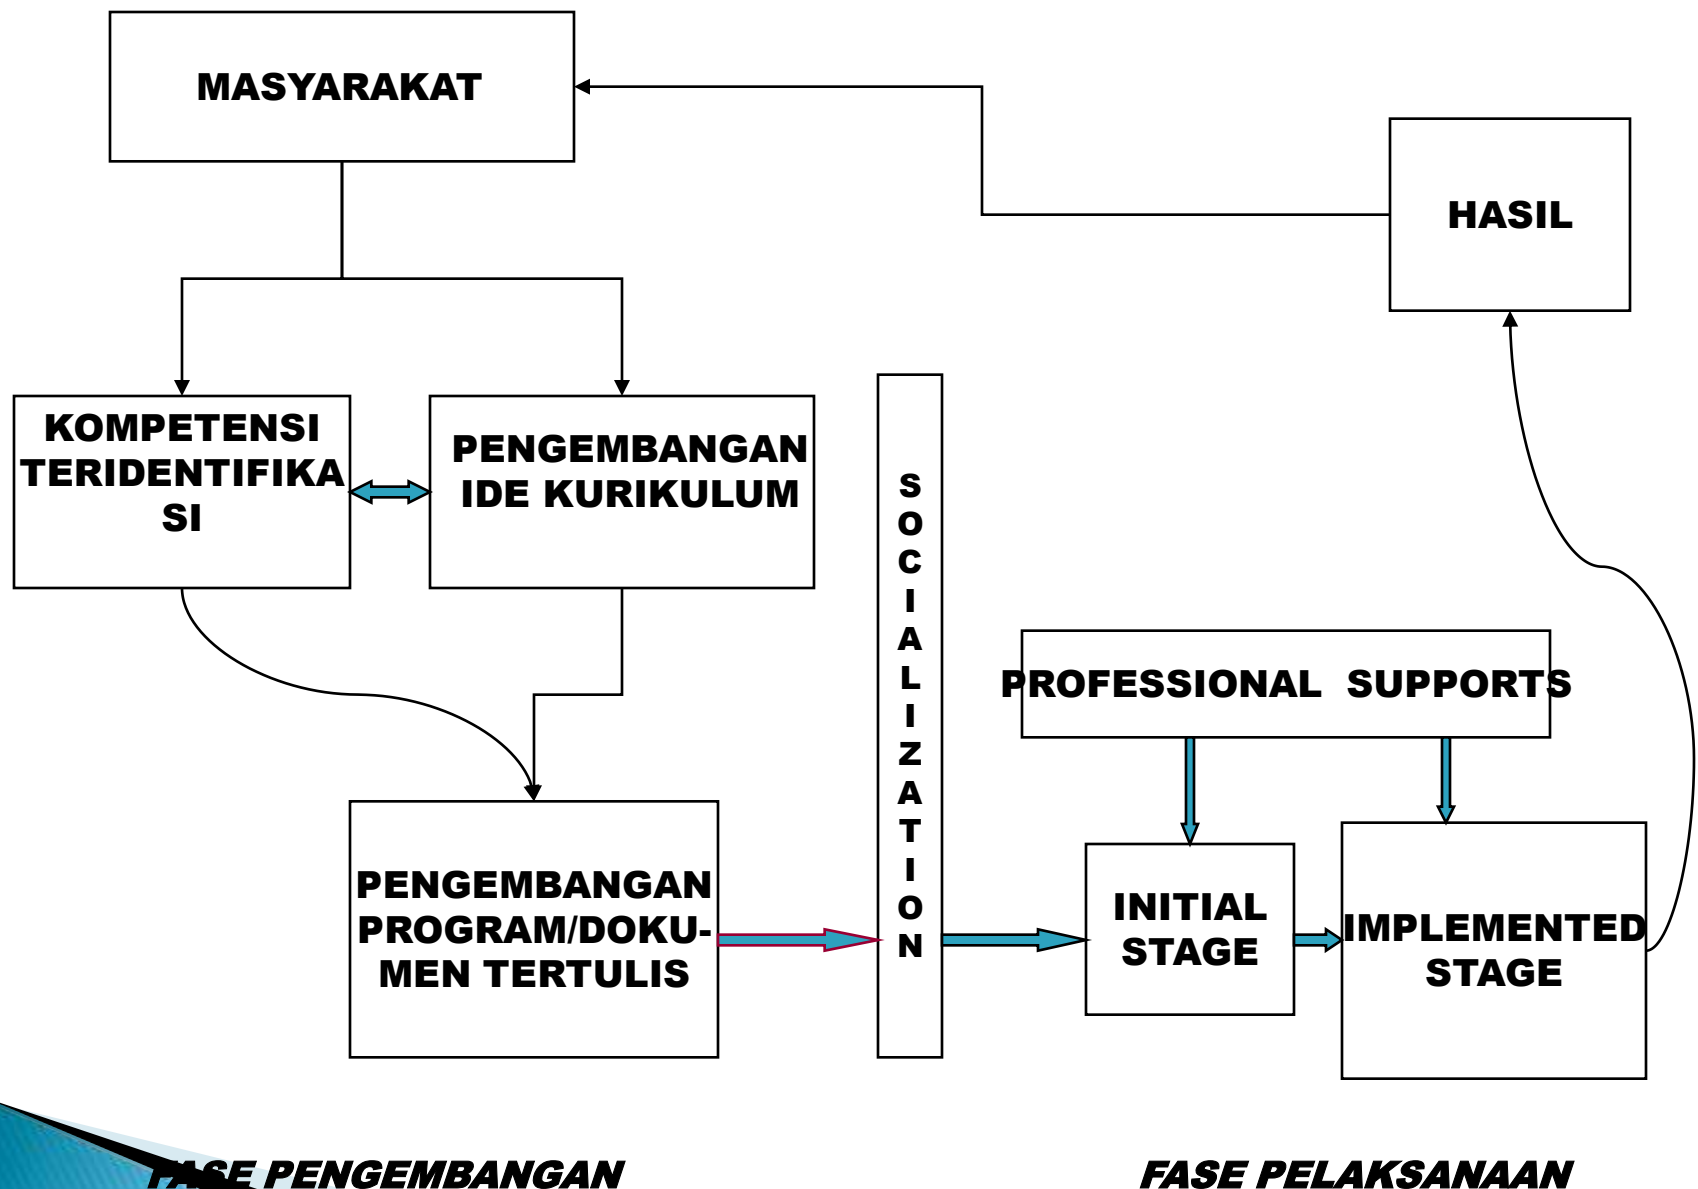 MASYARAKAT
HASIL
KOMPETENSI
TERIDENTIFIKA
SI
PENGEMBANGAN
IDE KURIKULUM
SOCIALIZATION
PROFESSIONAL SUPPORTS
PENGEMBANGAN
PROGRAM/DOKU-
MEN TERTULIS
INITIAL
STAGE
IMPLEMENTED
STAGE
FASE PENGEMBANGAN
FASE PELAKSANAAN